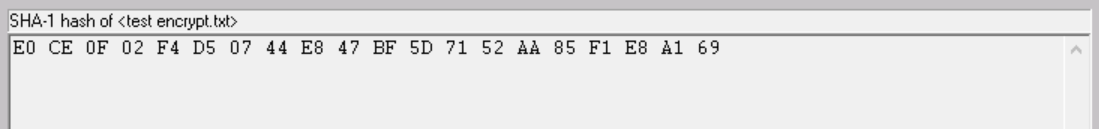 SHA-1 hash of <test encrypt.txt>
E0 CE 0F 02 F4 D5 07 44 E8 47 BF 5D 71 52 AA 85 F1 E8 A1 69